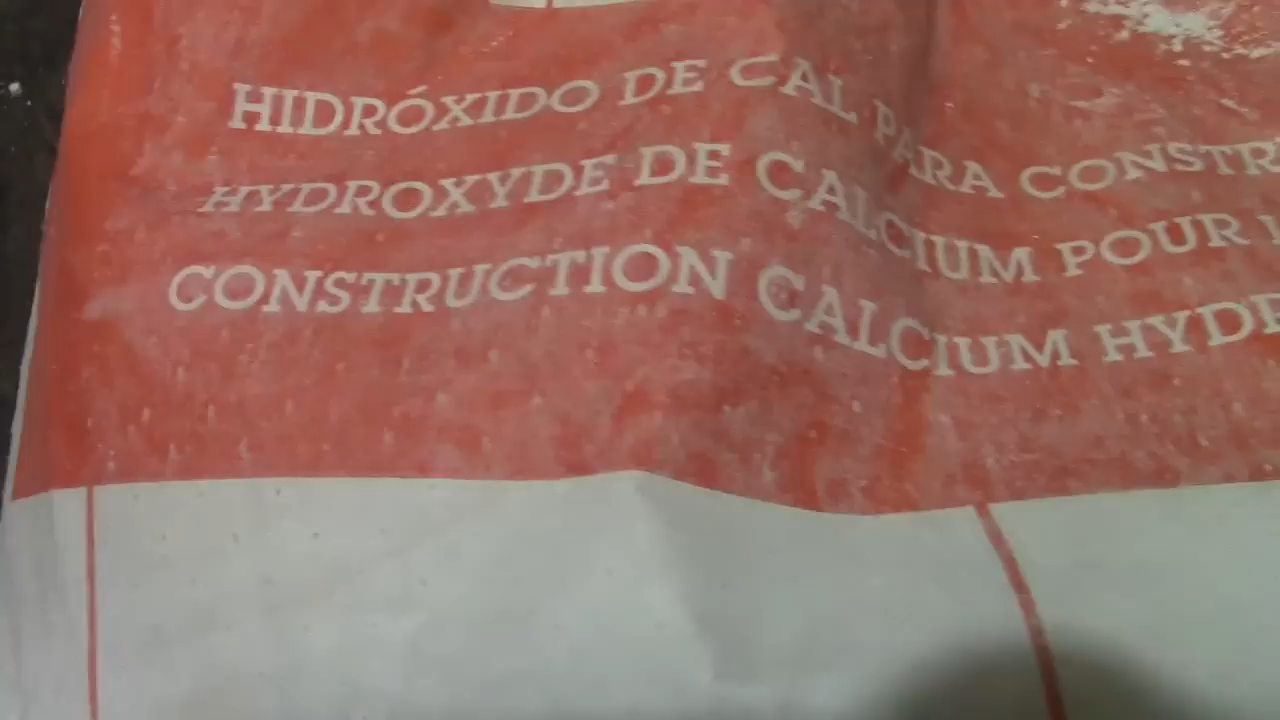 HIDRÓXIDO DE CAL PARA CONSTR
HYDROXYDE DE CALCIUM POUR
CONSTRUCTION CALCIUM HYDR